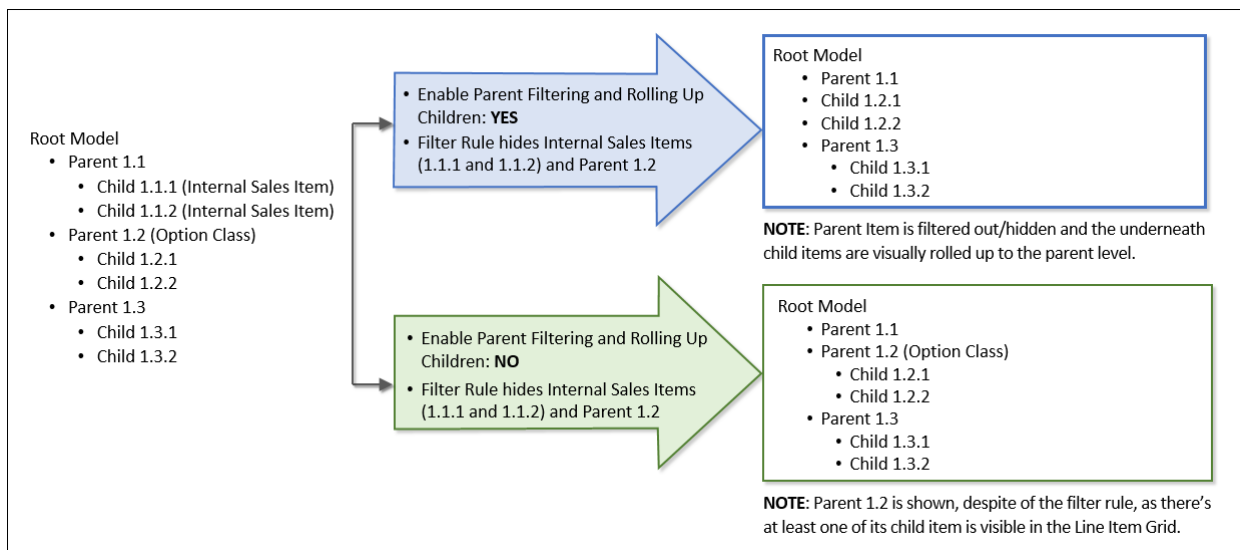 Root Model
• Parent 1.1
• Child 1.1.1 (Internal Sales Item)
• Child 1.1.2 (Internal Sales Item)
• Parent 1.2 (Option Class)
• Child 1.2.1
• Child 1.2.2
• Parent 1.3
• Child 1.3.1
• Child 1.3.2
• Enable Parent Filtering and Rolling Up
Children: YES
• Filter Rule hides Internal Sales Items
(1.1.1 and 1.1.2) and Parent 1.2
Root Model
• Parent 1.1
• Child 1.2.1
• Child 1.2.2
• Parent 1.3
• Child 1.3.1
• Child 1.3.2
NOTE: Parent Item is filtered out/hidden and the underneath
child items are visually rolled up to the parent level.
• Enable Parent Filtering and Rolling Up
Children: NO
• Filter Rule hides Internal Sales Items
(1.1.1 and 1.1.2) and Parent 1.2
Root Model
• Parent 1.1
• Parent 1.2 (Option Class)
• Child 1.2.1
• Child 1.2.2
• Parent 1.3
• Child 1.3.1
• Child 1.3.2
NOTE: Parent 1.2 is shown, despite of the filter rule, as there's
at least one of its child item is visible in the Line Item Grid.